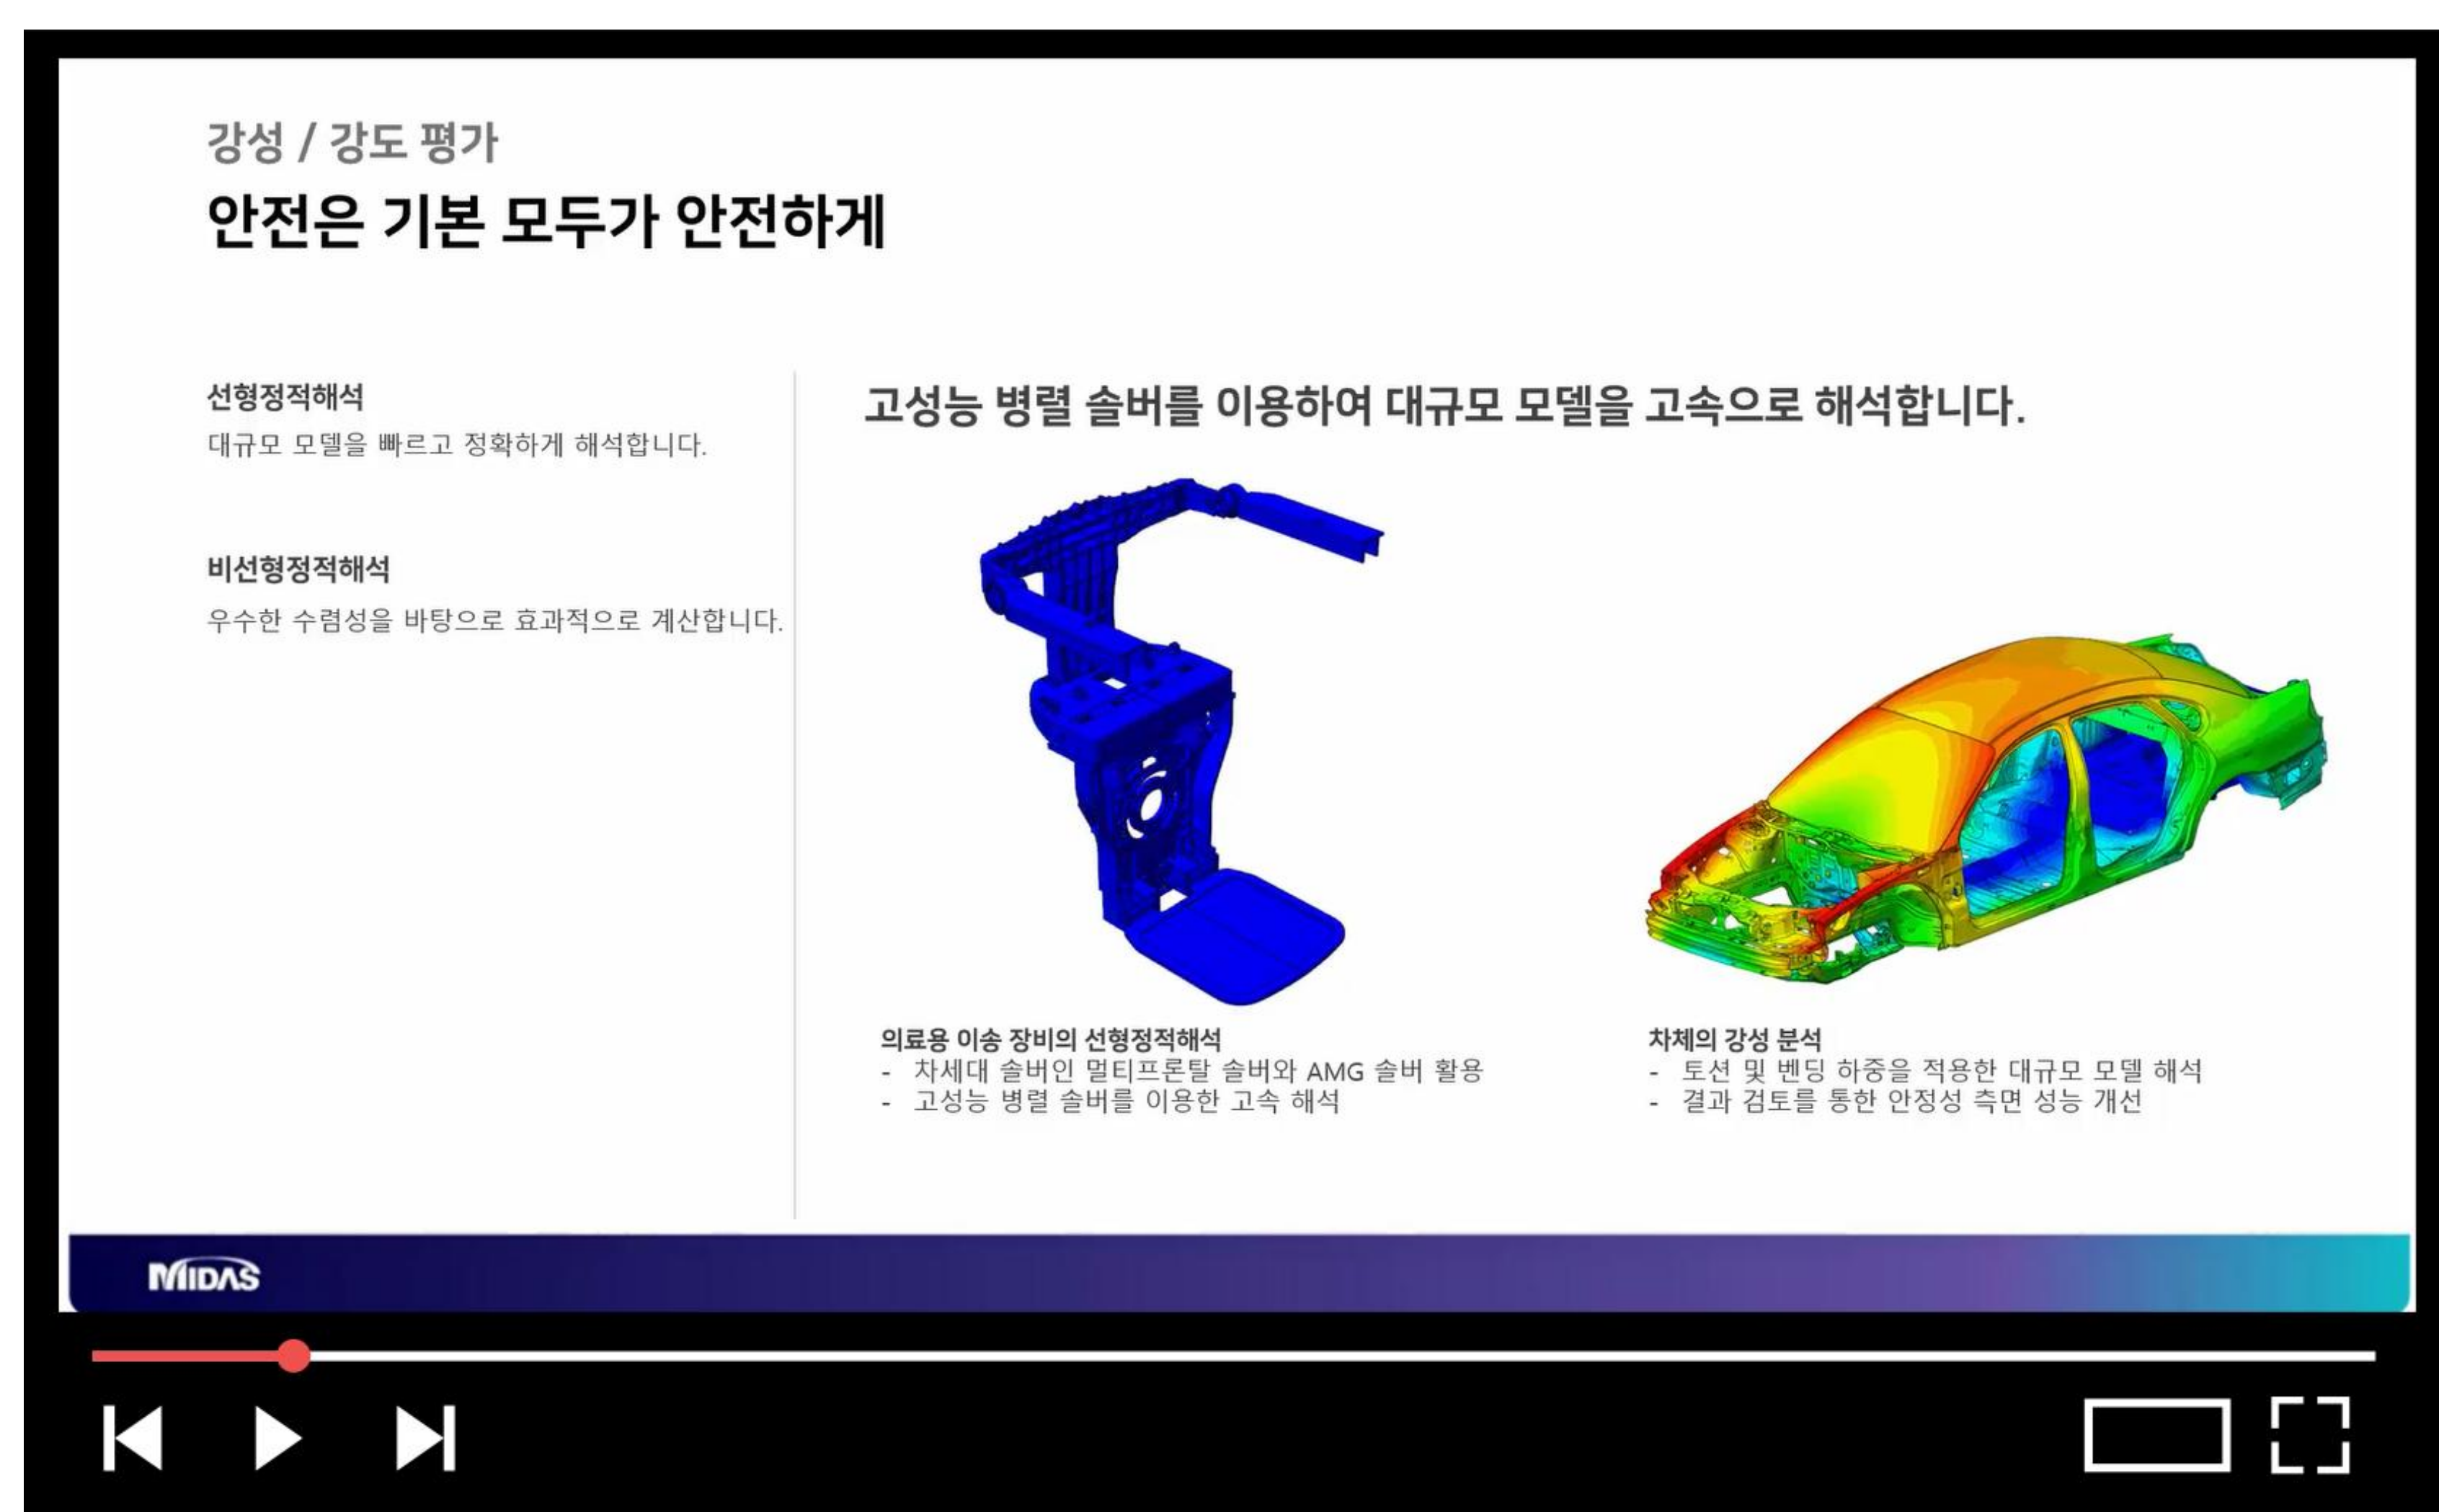 강성 / 강도 평가
안전은 기본 모두가 안전하게
선형정적해석
대규모 모델을 빠르고 정확하게 해석합니다.
비선형정적해석
우수한 수렴성을 바탕으로 효과적으로 계산합니다.
고성능 병렬 솔버를 이용하여 대규모 모델을 고속으로 해석합니다.
의료용 이송 장비의 선형정적해석
- 차세대 솔버인 멀티프론탈 솔버와 AMG 솔버 활용
- 고성능 병렬 솔버를 이용한 고속 해석
차체의 강성 분석
- 토션 및 벤딩 하중을 적용한 대규모 모델 해석
- 결과 검토를 통한 안정성 측면 성능 개선
MIDAS